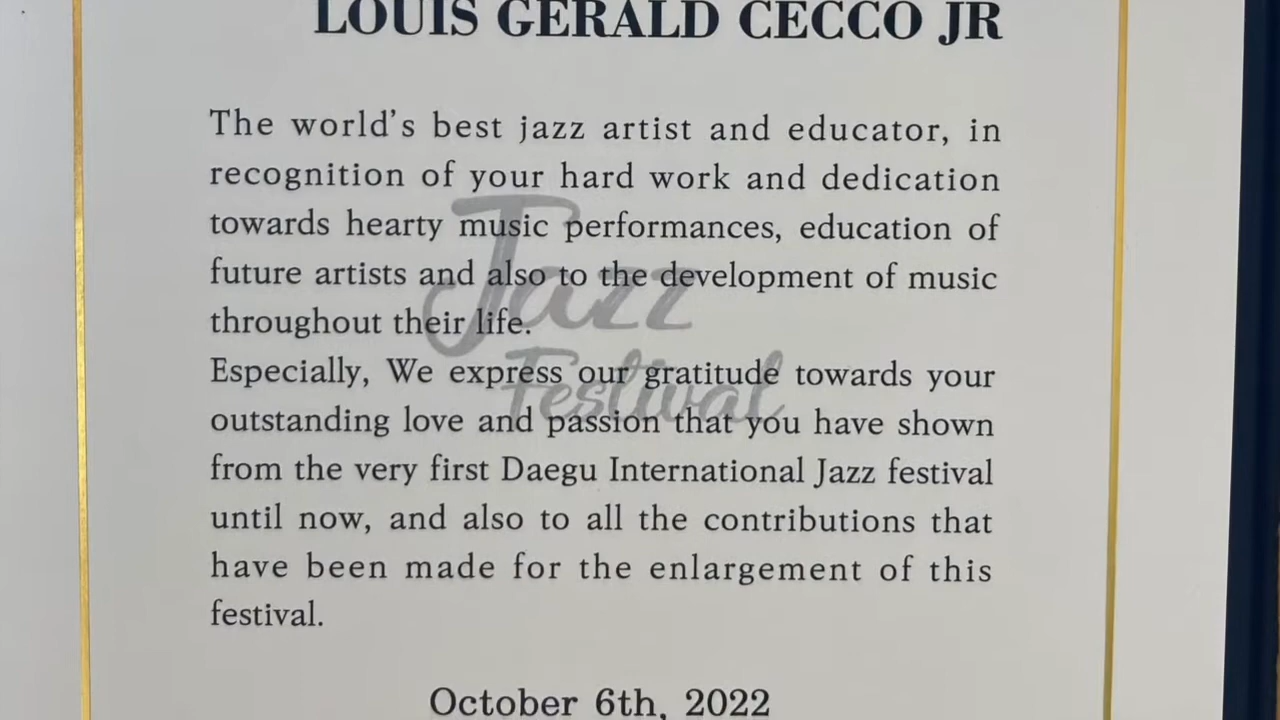 LOUIS GERALD CECCO JR
The world's best jazz artist and educator, in
recognition of your hard work and dedication
towards hearty music performances, education of
future artists and also to the development of music
throughout their life.
Especially, We express our gratitude towards your
outstanding love and passion that you have shown
from the very first Daegu International Jazz festival
until now, and also to all the contributions that
have been made for the enlargement of this
festival.
Jazz
Festival
October 6th, 2022